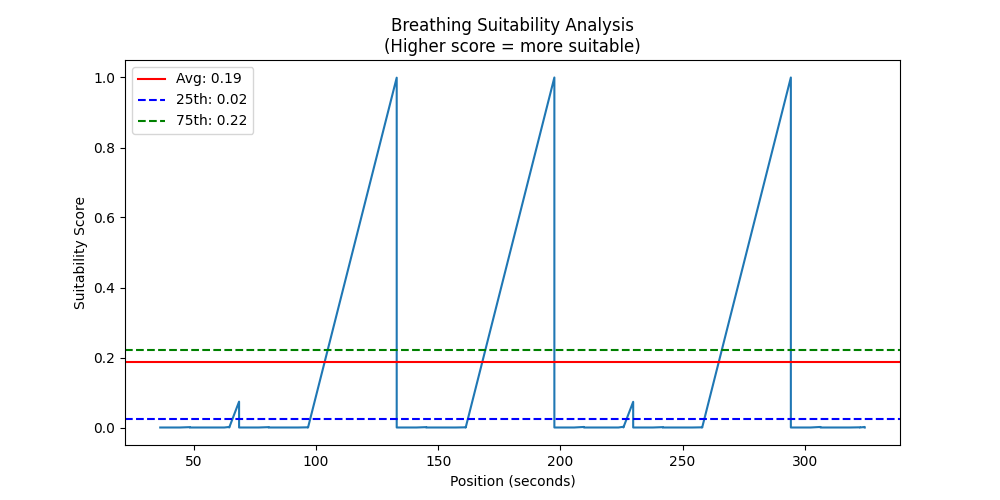 Breathing Suitability Analysis
(Higher score = more suitable)
Avg: 0.19
25th: 0.02
75th: 0.22
Suitability Score
1.0
0.8
0.6
0.4
0.2
0.0
50
100
150
200
250
300
Position (seconds)